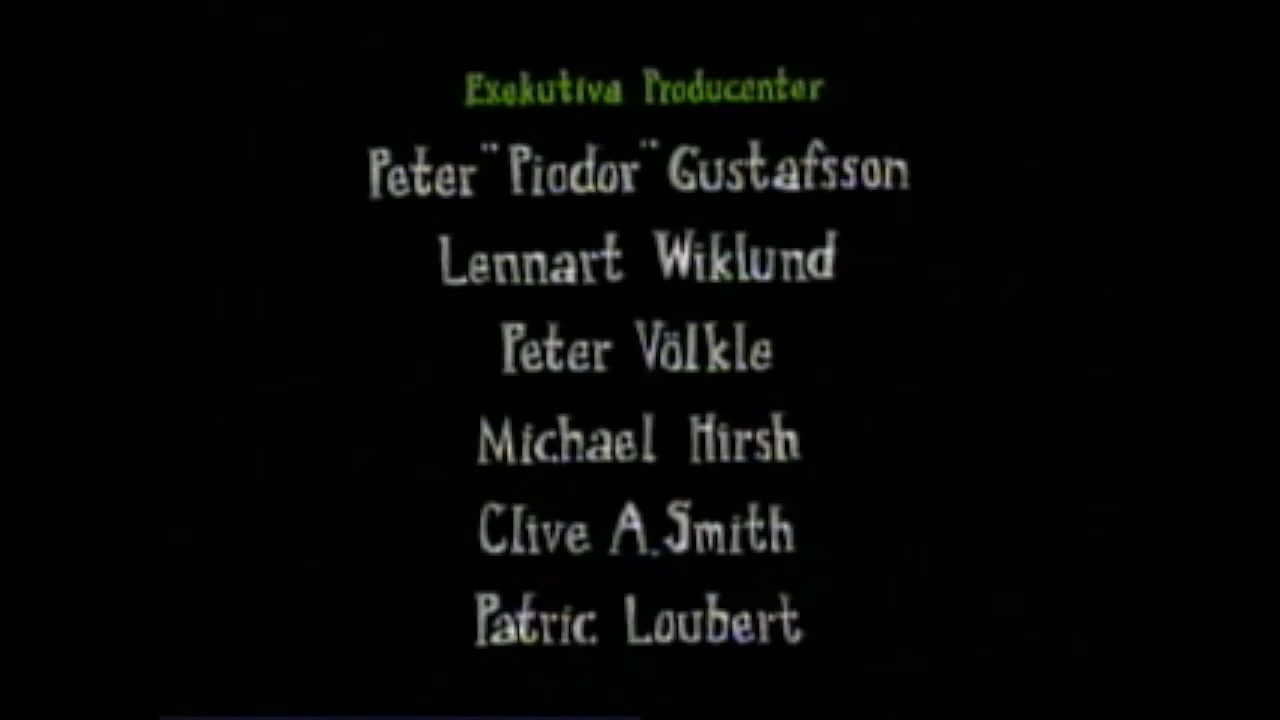 Exekutiva Producenter
Peter "Piodor" Gustafsson
Lennart Wiklund
Peter Völkle
Michael Hirsh
Clive A. Smith
Patric Loubert